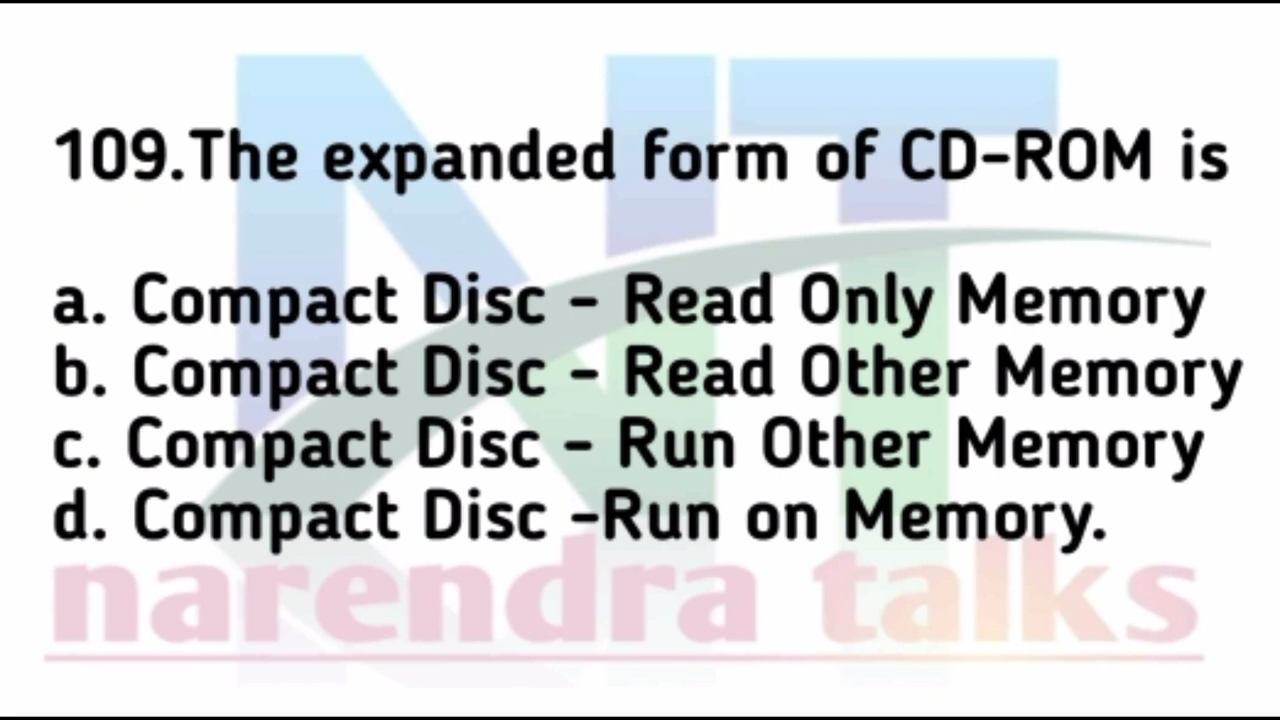 109.The expanded form of CD-ROM is
a. Compact Disc - Read Only Memory
b. Compact Disc - Read Other Memory
c. Compact Disc - Run Other Memory
d. Compact Disc -Run on Memory.
NT
narendra talks